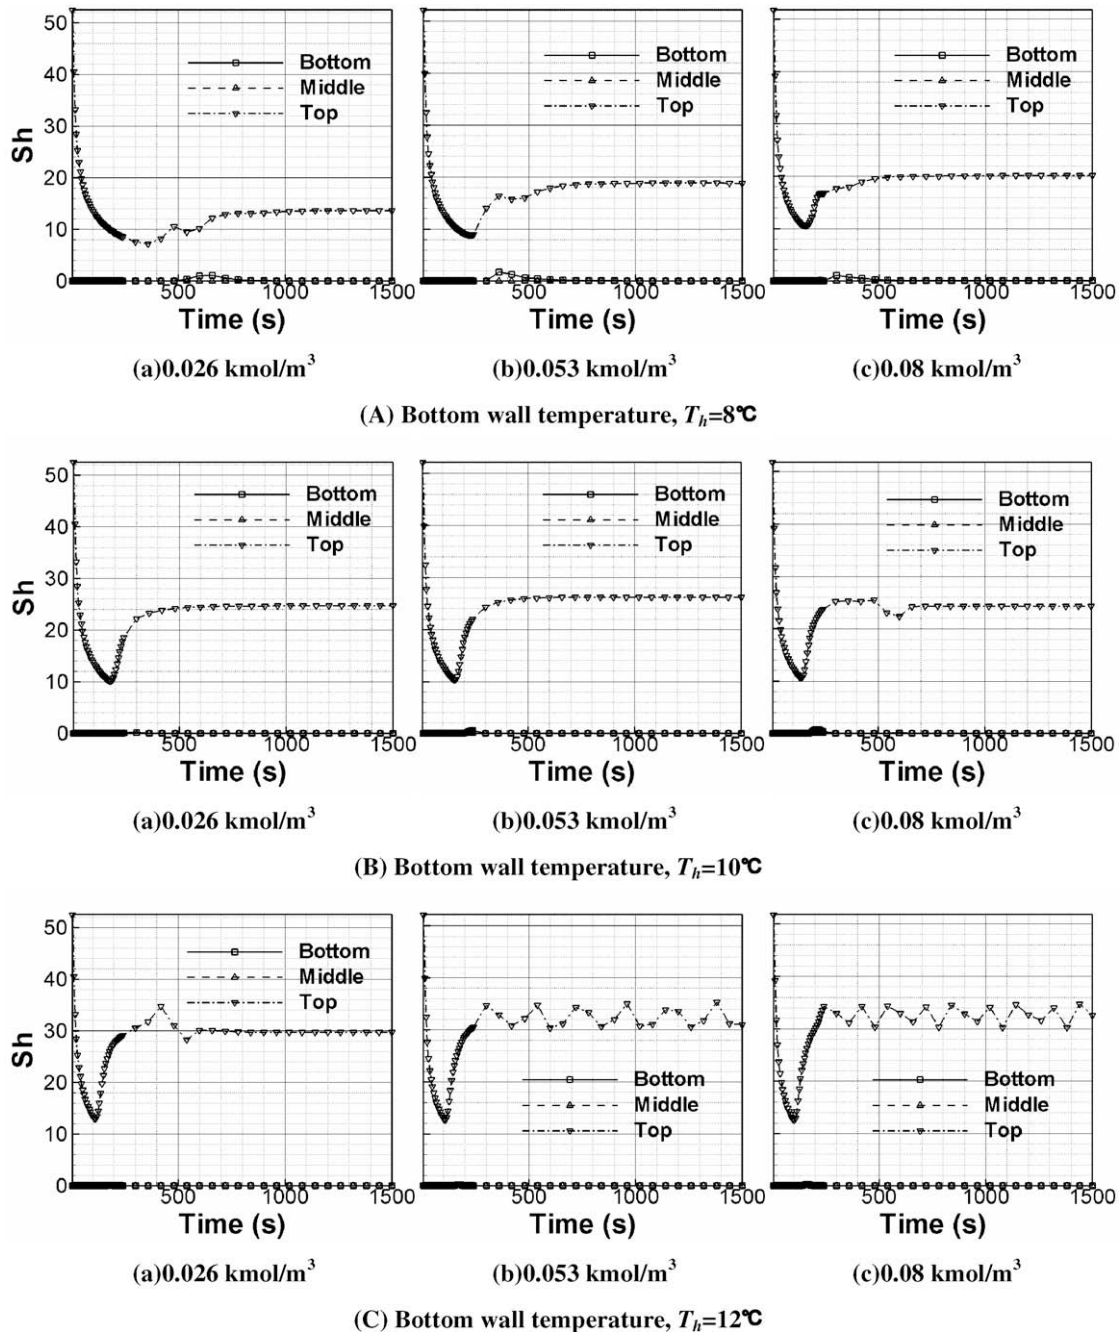 50
40
30
20
10
0
Sh
Bottom
Middle
Top
500 1000 1500
Time (s)
Bottom
Middle
Top
500 1000 1500
Time (s)
Bottom
Middle
Top
500 1000 1500
Time (s)
(a)0.026 kmol/m³ (b)0.053 kmol/m³ (c)0.08 kmol/m³
(A) Bottom wall temperature, Tₕ=8℃
50
40
30
20
10
0
Sh
Bottom
Middle
Top
500 1000 1500
Time (s)
Bottom
Middle
Top
500 1000 1500
Time (s)
Bottom
Middle
Top
500 1000 1500
Time (s)
(a)0.026 kmol/m³ (b)0.053 kmol/m³ (c)0.08 kmol/m³
(B) Bottom wall temperature, Tₕ=10℃
50
40
30
20
10
0
Sh
Bottom
Middle
Top
500 1000 1500
Time (s)
Bottom
Middle
Top
500 1000 1500
Time (s)
Bottom
Middle
Top
500 1000 1500
Time (s)
(a)0.026 kmol/m³ (b)0.053 kmol/m³ (c)0.08 kmol/m³
(C) Bottom wall temperature, Tₕ=12℃